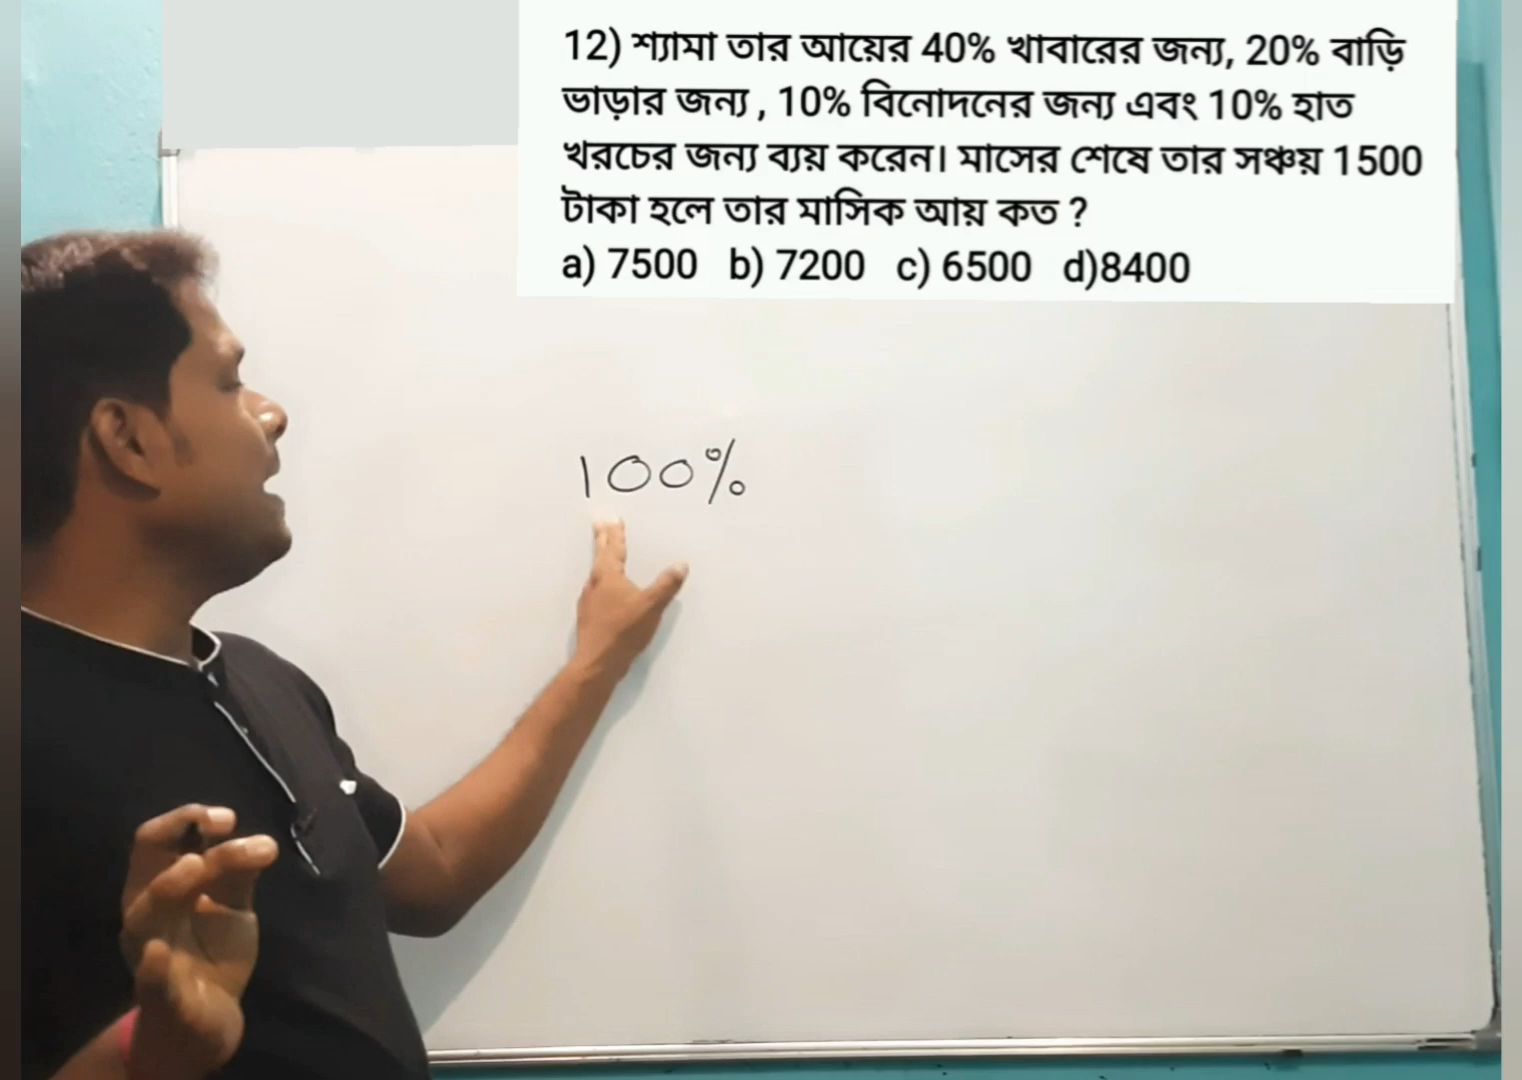 12) শ্যামা তার আয়ের 40% খাবারের জন্য, 20% বাড়ি
ভাড়ার জন্য , 10% বিনোদনের জন্য এবং 10% হাত
খরচের জন্য ব্যয় করেন। মাসের শেষে তার সঞ্চয় 1500
টাকা হলে তার মাসিক আয় কত ?
a) 7500 b) 7200 c) 6500 d)8400
100%